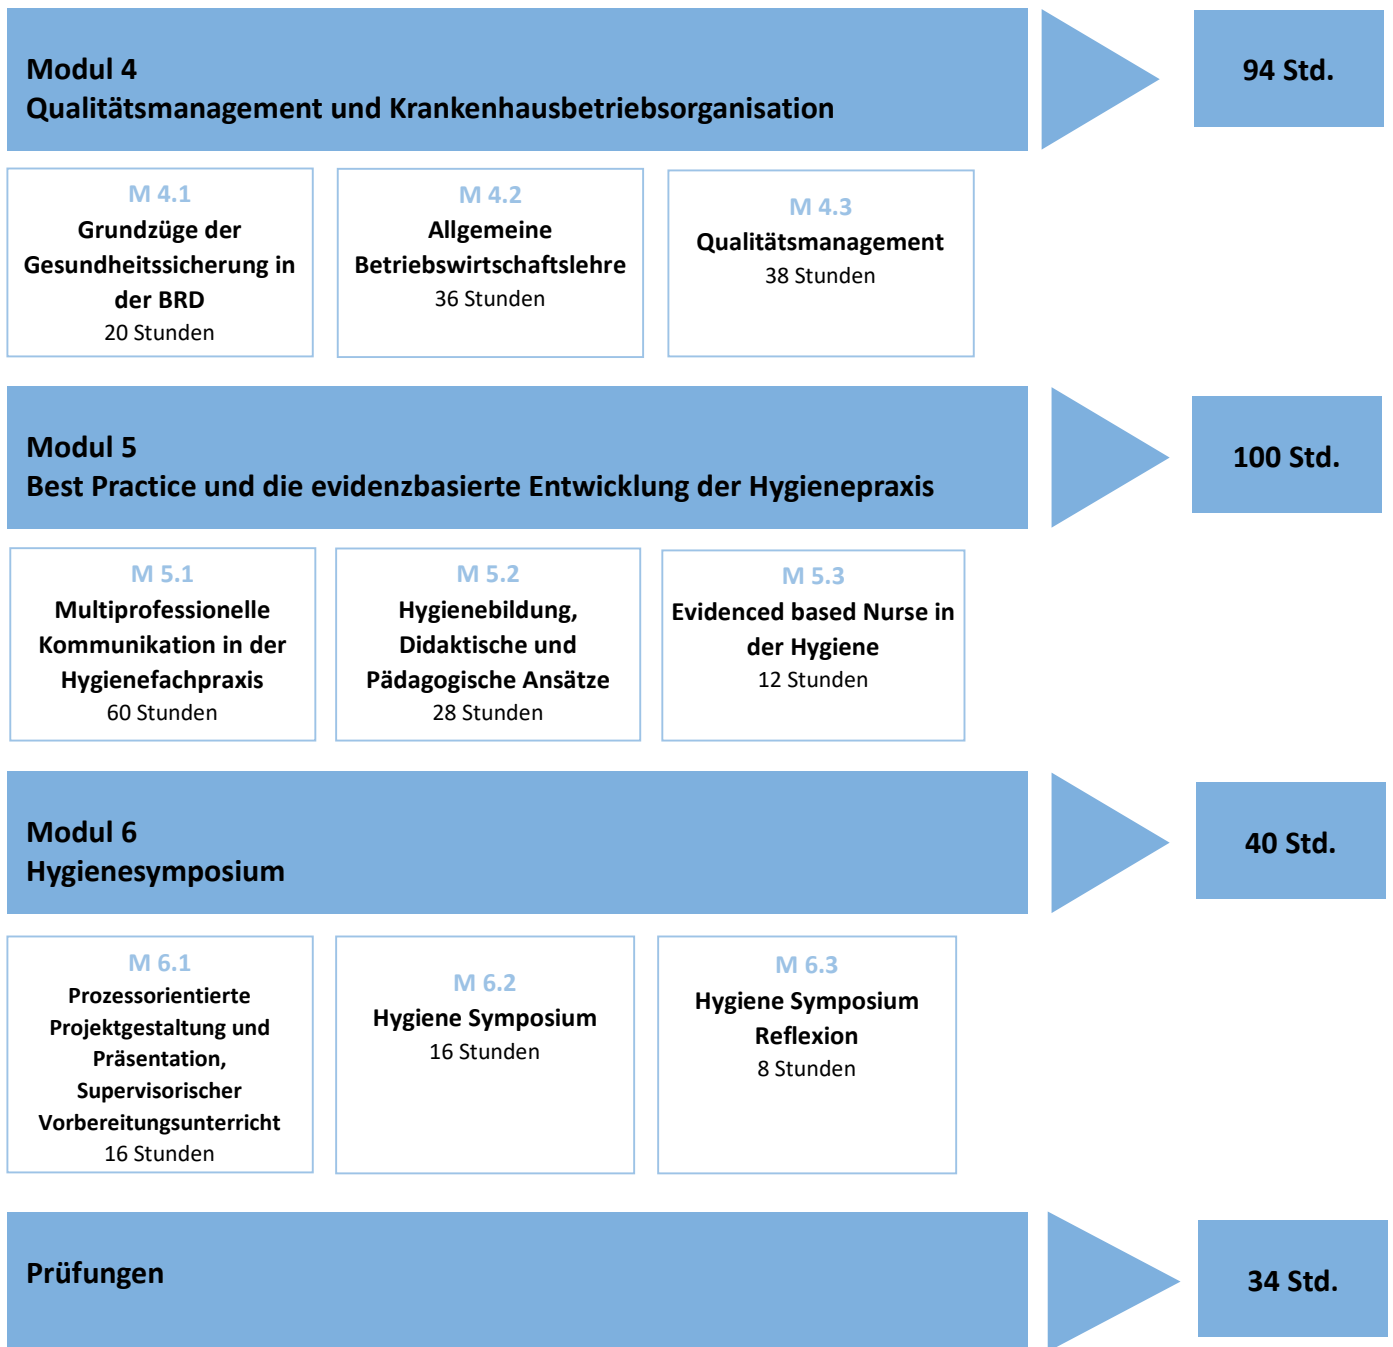 Modul 4
Qualitätsmanagement und Krankenhausbetriebsorganisation
94 Std.
M 4.1
Grundzüge der
Gesundheitssicherung in
der BRD
20 Stunden
M 4.2
Allgemeine
Betriebswirtschaftslehre
36 Stunden
M 4.3
Qualitätsmanagement
38 Stunden
Modul 5
Best Practice und die evidenzbasierte Entwicklung der Hygienepraxis
100 Std.
M 5.1
Multiprofessionelle
Kommunikation in der
Hygienefachpraxis
60 Stunden
M 5.2
Hygienebildung,
Didaktische und
Pädagogische Ansätze
28 Stunden
M 5.3
Evidenced based Nurse in
der Hygiene
12 Stunden
Modul 6
Hygienesymposium
40 Std.
M 6.1
Prozessorientierte
Projektgestaltung und
Präsentation,
Supervisorischer
Vorbereitungsunterricht
16 Stunden
M 6.2
Hygiene Symposium
16 Stunden
M 6.3
Hygiene Symposium
Reflexion
8 Stunden
Prüfungen
34 Std.